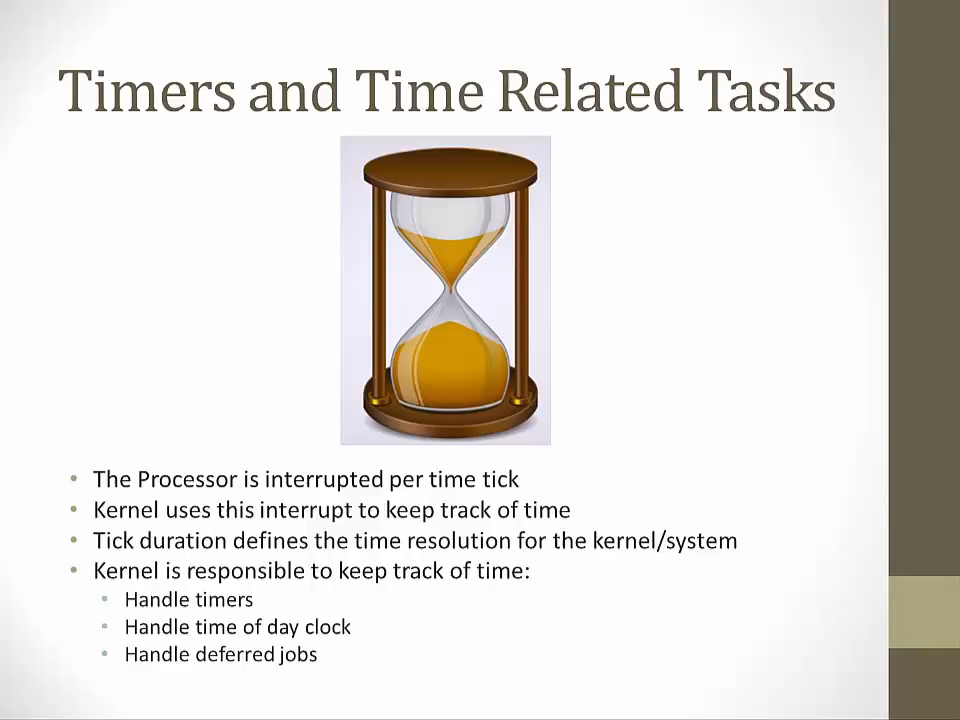 Timers and Time Related Tasks
• The Processor is interrupted per time tick
• Kernel uses this interrupt to keep track of time
• Tick duration defines the time resolution for the kernel/system
• Kernel is responsible to keep track of time:
• Handle timers
• Handle time of day clock
• Handle deferred jobs